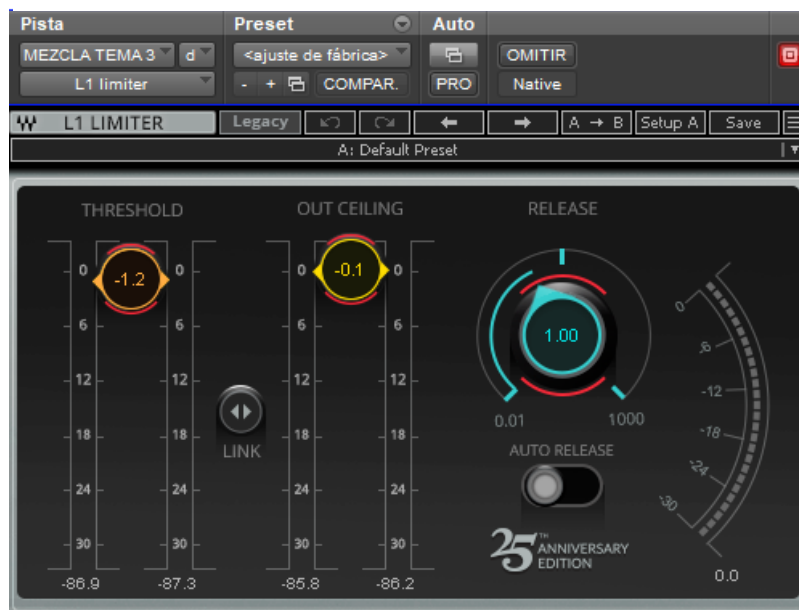 Pista Preset Auto
MEZCLA TEMA 3 d <ajuste de fábrica> OMITIR
L1 limiter - + COMPAR. PRO Native
L1 LIMITER Legacy A → B Setup A Save
A: Default Preset
THRESHOLD OUT CEILING RELEASE
0 -1.2 0 0 -0.1 0
6 6 6 6 1.00 0
-6
12 12 12 12 -12
0.01 1000
18 18 18 18 -18
LINK AUTO RELEASE
-24
24 24 24 24
-30
30 30 30 30 25TH ANNIVERSARY
EDITION
-86.9 -87.3 -85.8 -86.2 0.0